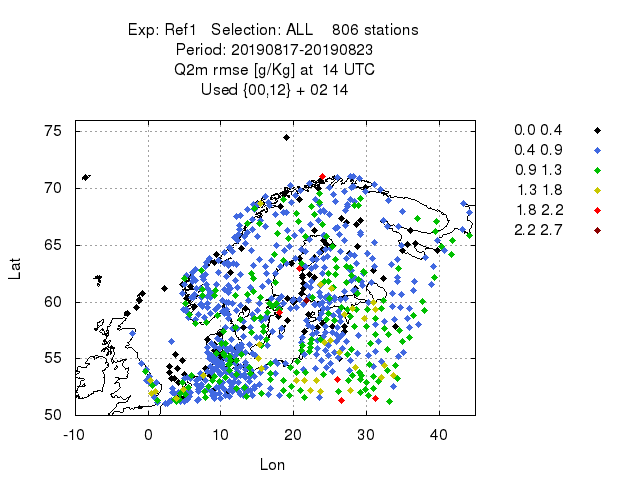 Exp: Ref1 Selection: ALL 806 stations
Period: 20190817-20190823
Q2m rmse [g/Kg] at 14 UTC
Used {00,12} + 02 14
75
70
65
60
55
50
-10 0 10 20 30 40
Lat
Lon
0.0 0.4
0.4 0.9
0.9 1.3
1.3 1.8
1.8 2.2
2.2 2.7